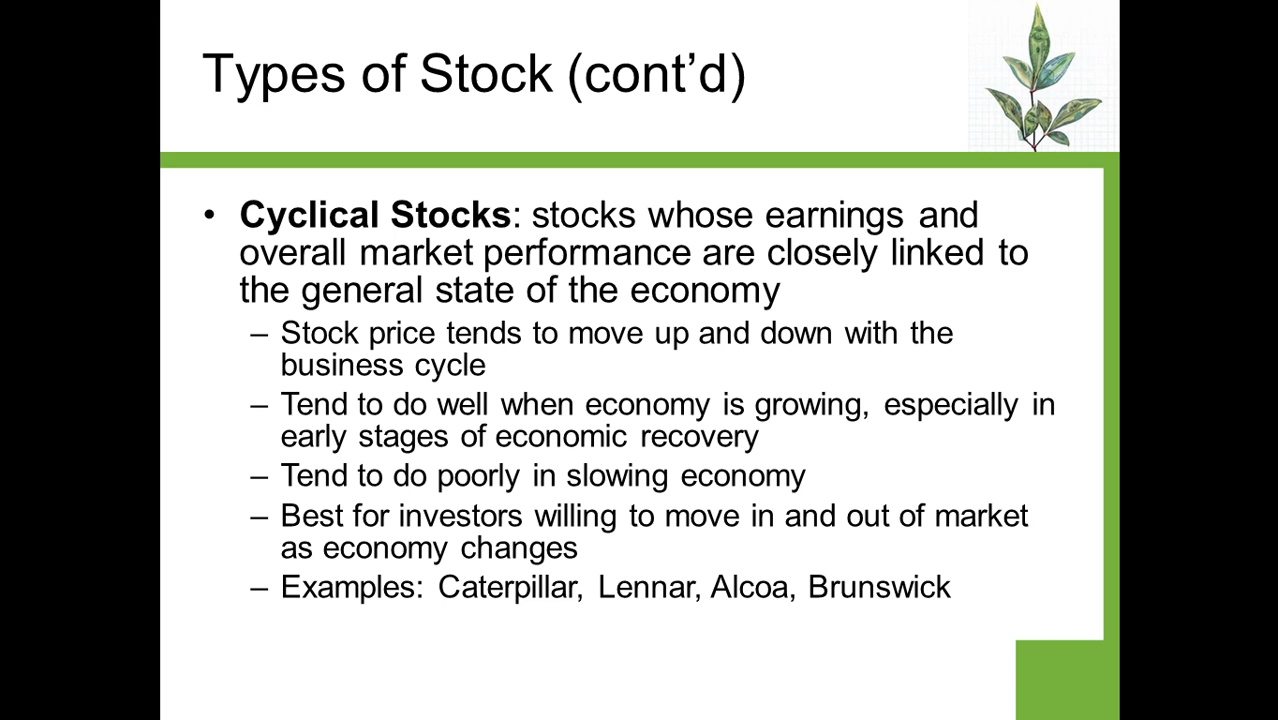 Types of Stock (cont’d)
• Cyclical Stocks: stocks whose earnings and
overall market performance are closely linked to
the general state of the economy
– Stock price tends to move up and down with the
business cycle
– Tend to do well when economy is growing, especially in
early stages of economic recovery
– Tend to do poorly in slowing economy
– Best for investors willing to move in and out of market
as economy changes
– Examples: Caterpillar, Lennar, Alcoa, Brunswick